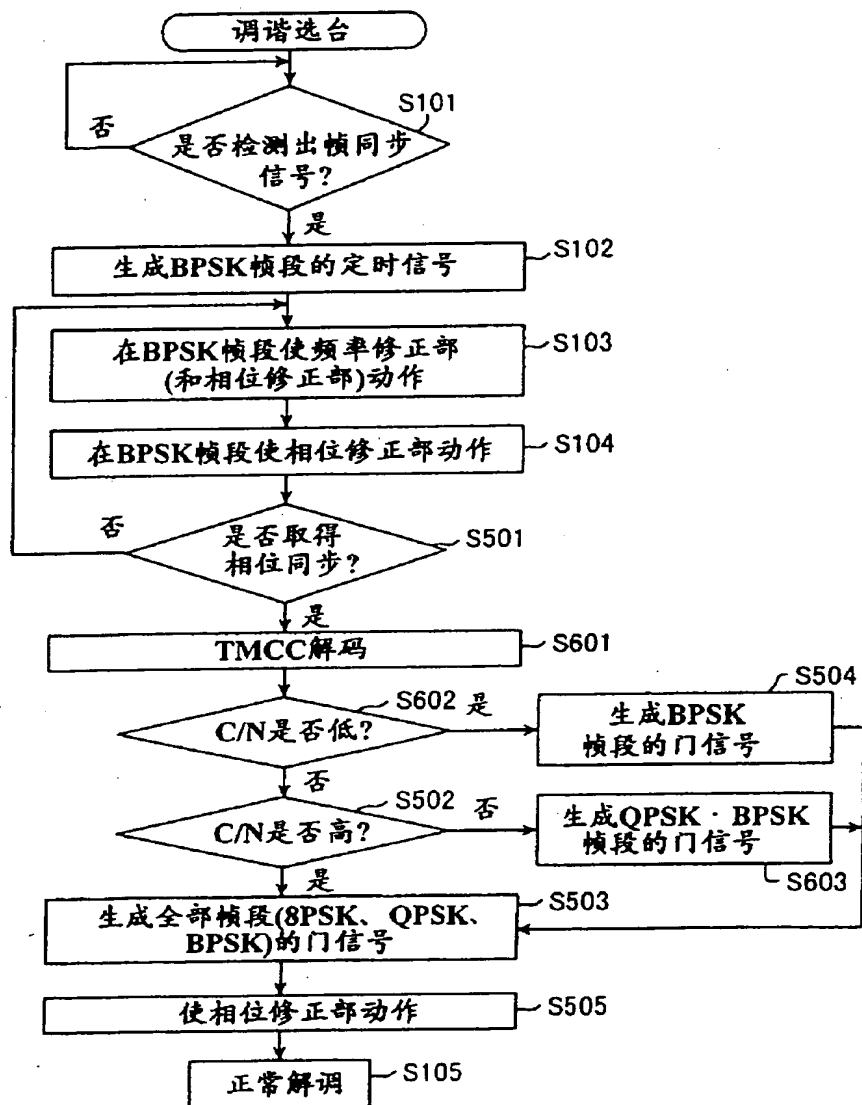 调谐选台
S101
否
是否检测出帧同步
信号?
是
S102
生成BPSK帧段的定时信号
S103
在BPSK帧段使频率修正部
(和相位修正部)动作
S104
在BPSK帧段使相位修正部动作
否
S501
是否取得
相位同步?
是
S601
TMCC解码
S602
是
C/N是否低?
S504
生成BPSK
帧段的门信号
否
S502
否
C/N是否高?
生成QPSK·BPSK
帧段的门信号
S603
是
S503
生成全部帧段(8PSK、QPSK、
BPSK)的门信号
S505
使相位修正部动作
S105
正常解调